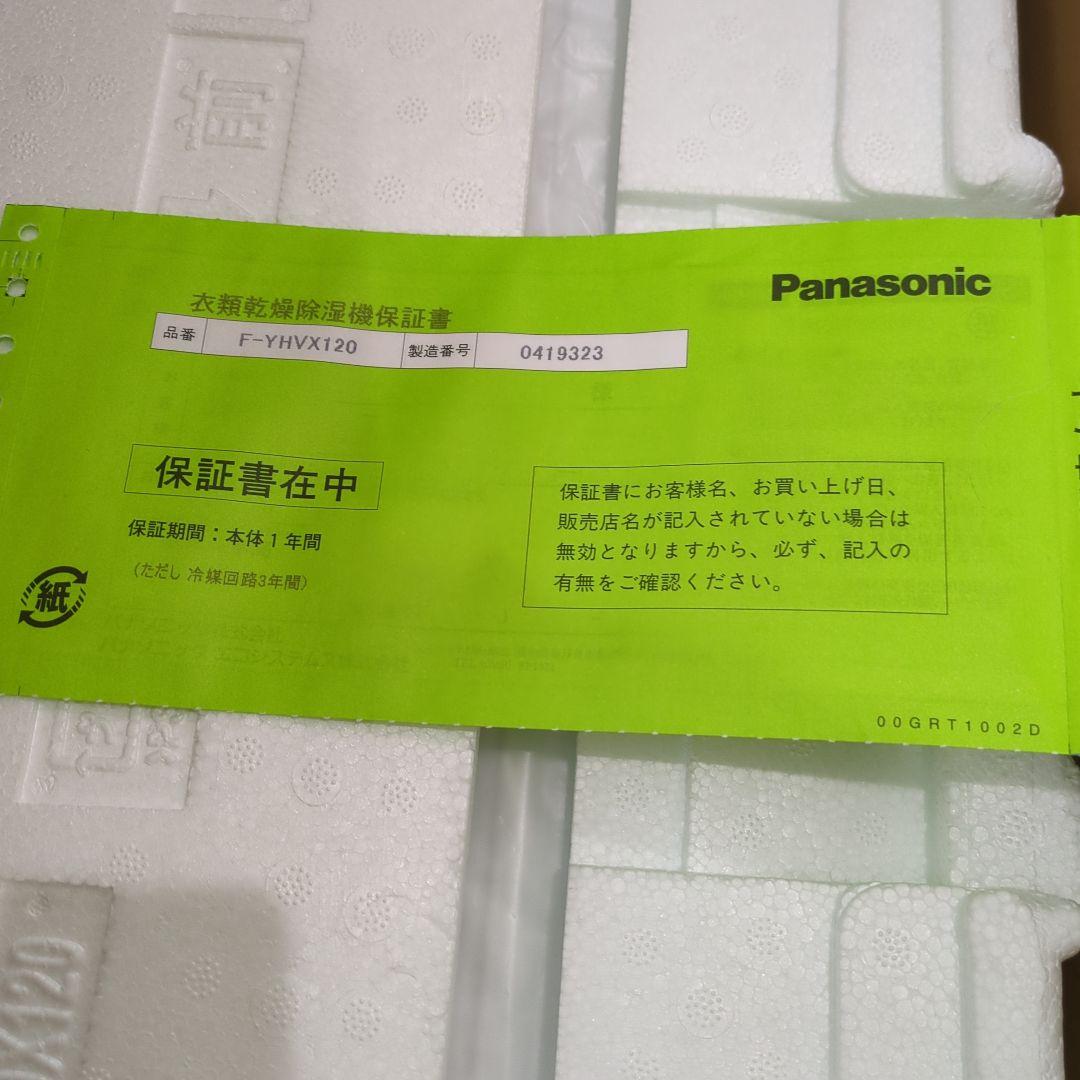 前
Panasonic
衣類乾燥除湿機保証書
品番 F-YHVX120 製造番号 0419323
保証書在中
保証期間：本体1年間
（ただし 冷媒回路3年間）
保証書にお客様名、お買い上げ日、
販売店名が記入されていない場合は
無効となりますから、必ず、記入の
有無をご確認ください。
紙
00GRT1002D
X120